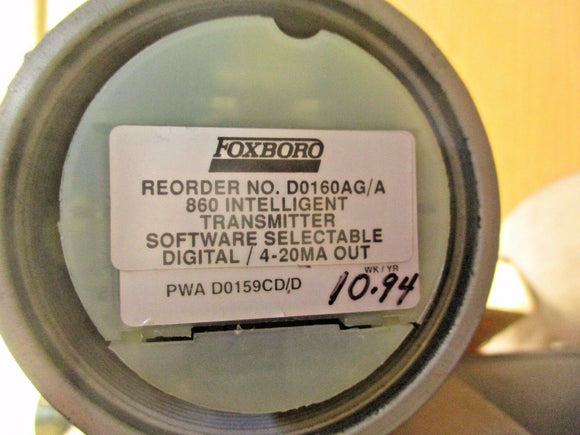 FOXBORO
REORDER NO. D0160AG/A
860 INTELLIGENT
TRANSMITTER
SOFTWARE SELECTABLE
DIGITAL / 4-20MA OUT
WK / YR
PWA D0159CD/D 10.94